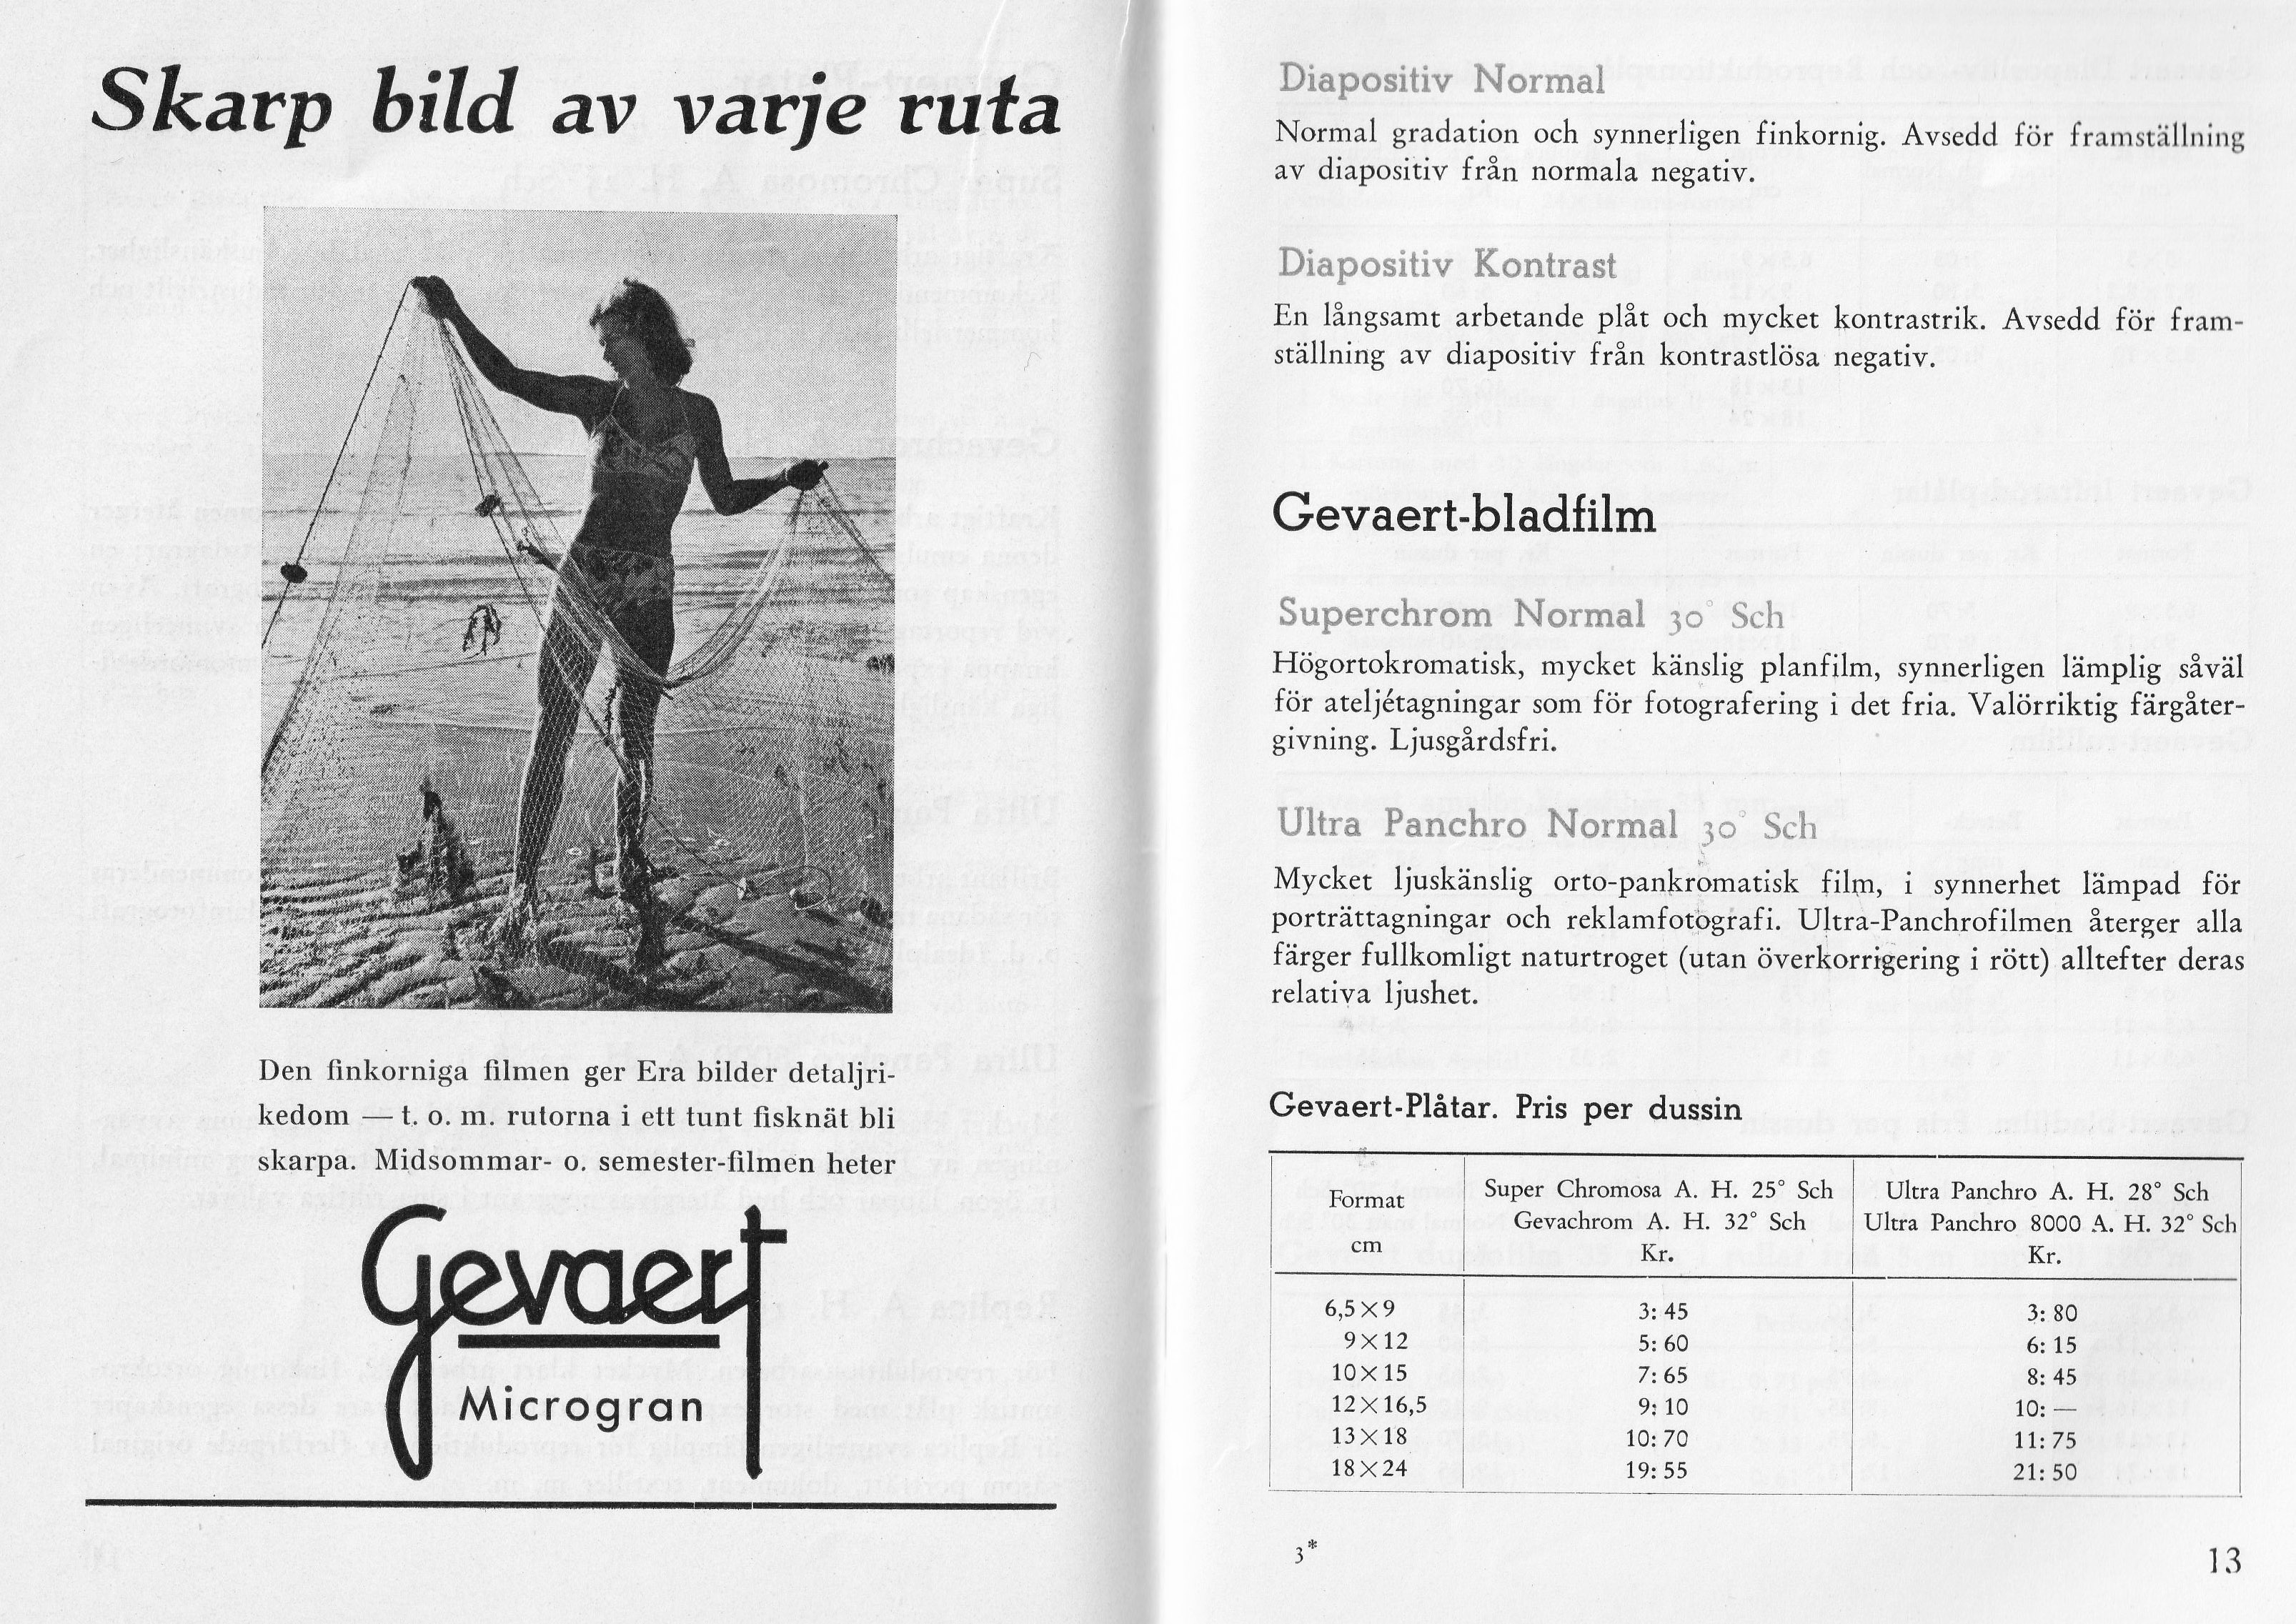 Skarp bild av varje ruta
Den finkorniga filmen ger Era bilder detaljri-
kedom — t. o. m. rutorna i ett tunt fisknät bli
skarpa. Midsommar- o. semester-filmen heter
Gevaert
Microgran
Diapositiv Normal
Normal gradation och synnerligen finkornig. Avsedd för framställning
av diapositiv från normala negativ.
Diapositiv Kontrast
En långsamt arbetande plåt och mycket kontrastrik. Avsedd för fram-
ställning av diapositiv från kontrastlösa negativ.
Gevaert-bladfilm
Superchrom Normal 30° Sch
Högortokromatisk, mycket känslig planfilm, synnerligen lämplig såväl
för ateljétagningar som för fotografering i det fria. Valörriktig färgåter-
givning. Ljusgårdsfri.
Ultra Panchro Normal 30° Sch
Mycket ljuskänslig orto-pankromatisk film, i synnerhet lämpad för
porträttagningar och reklamfotografi. Ultra-Panchrofilmen återger alla
färger fullkomligt naturtroget (utan överkorrigering i rött) alltefter deras
relativa ljushet.
Gevaert-Plåtar. Pris per dussin
Format cm | Super Chromosa A. H. 25° Sch Gevachrom A. H. 32° Sch Kr. | Ultra Panchro A. H. 28° Sch Ultra Panchro 8000 A. H. 32° Sch Kr.
6,5×9 3: 45 3: 80
9×12 5: 60 6: 15
10×15 7: 65 8: 45
12×16,5 9: 10 10: —
13×18 10: 70 11: 75
18×24 19: 55 21: 50
3*
13